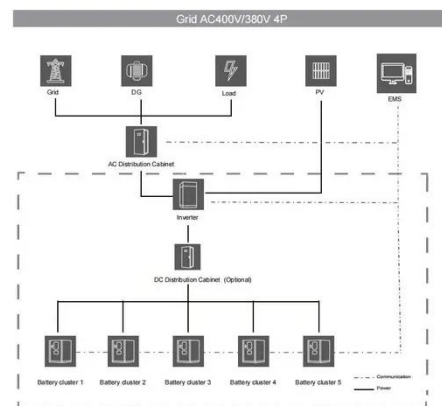 Grid AC400V/380V 4P
Grid
DG
Load
PV
EMS
AC Distribution Cabinet
Inverter
DC Distribution Cabinet (Optional)
Battery cluster 1
Battery cluster 2
Battery cluster 3
Battery cluster 4
Battery cluster 5
Communication
Power